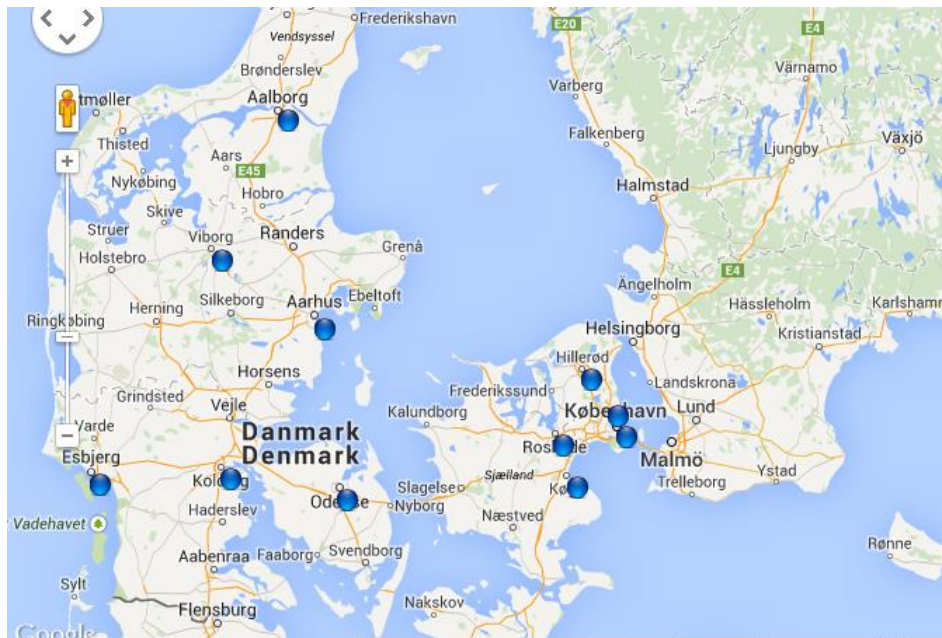 Frederikshavn
E20
E4
Vendsyssel
Brønderslev
Värnamo
Varberg
tmøller
Aalborg
Falkenberg
Växjö
Thisted
Ljungby
Aars
E45
Nykøbing
Halmstad
Hobro
Skive
Struer
Viborg
Randers
Grenå
Holstebro
E4
Ängelholm
Silkeborg
Aarhus
Ebeltoft
Hässleholm
Karlshamn
Herning
Ringkøbing
Helsingborg
Kristianstad
Hillerød
Horsens
Landskrona
Grindsted
Frederikssund
Vejle
Kalundborg
København
Lund
Varde
Danmark
Denmark
Esbjerg
Roskilde
Malmö
Sjælland
Ystad
Kolding
Slagelse
Trelleborg
Odense
Nyborg
Haderslev
Næstved
Vadehavet
Rønne
Aabenraa
Faaborg
Svendborg
Sylt
Nakskov
Flensburg
Google